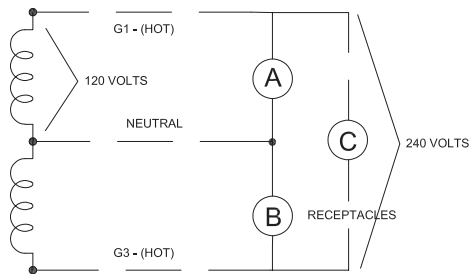 G1 - (HOT)
A
120 VOLTS
NEUTRAL
C
240 VOLTS
B
RECEPTACLES
G3 - (HOT)